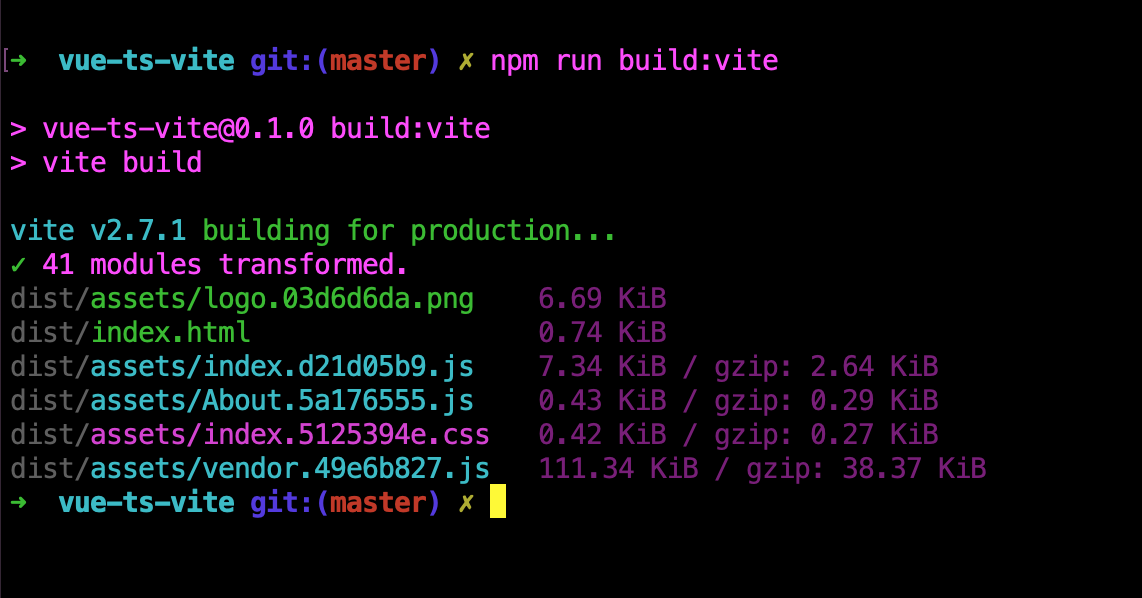 [➜  vue-ts-vite git:(master) ✗ npm run build:vite
> vue-ts-vite@0.1.0 build:vite
> vite build
vite v2.7.1 building for production...
✓ 41 modules transformed.
dist/assets/logo.03d6d6da.png    6.69 KiB
dist/index.html                  0.74 KiB
dist/assets/index.d21d05b9.js    7.34 KiB / gzip: 2.64 KiB
dist/assets/About.5a176555.js    0.43 KiB / gzip: 0.29 KiB
dist/assets/index.5125394e.css   0.42 KiB / gzip: 0.27 KiB
dist/assets/vendor.49e6b827.js   111.34 KiB / gzip: 38.37 KiB
➜  vue-ts-vite git:(master) ✗